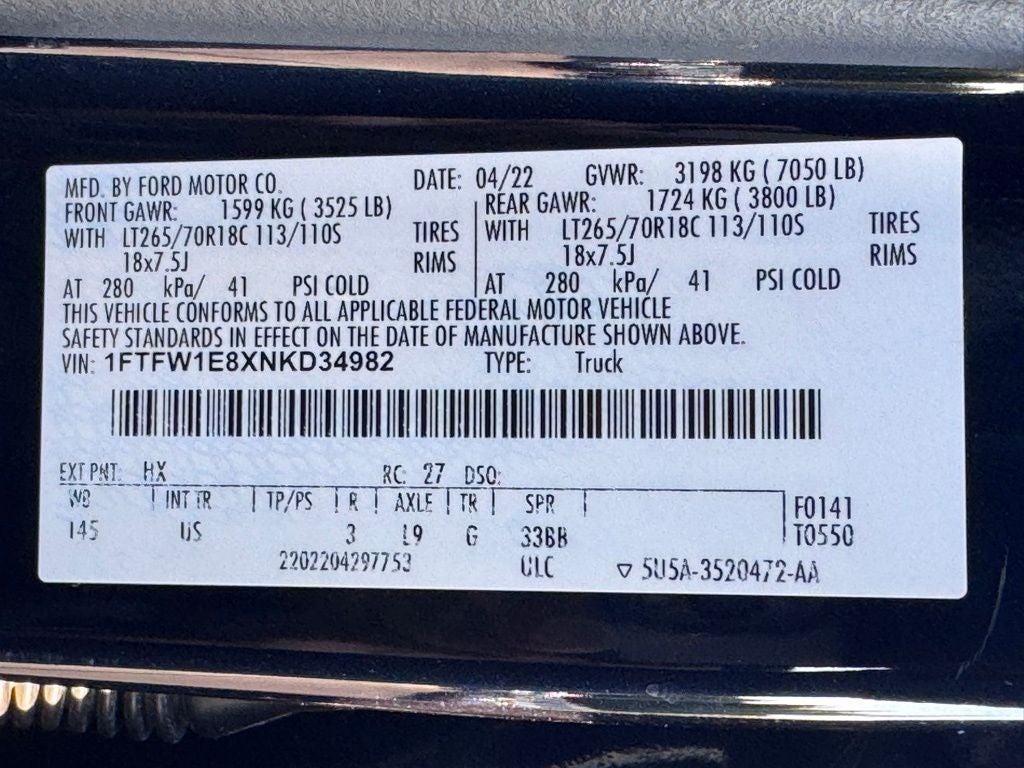 MFD. BY FORD MOTOR CO. DATE: 04/22 GVWR: 3198 KG ( 7050 LB)
FRONT GAWR: 1599 KG ( 3525 LB) REAR GAWR: 1724 KG ( 3800 LB)
WITH LT265/70R18C 113/110S TIRES WITH LT265/70R18C 113/110S TIRES
18x7.5J RIMS 18x7.5J RIMS
AT 280 kPa/ 41 PSI COLD AT 280 kPa/ 41 PSI COLD
THIS VEHICLE CONFORMS TO ALL APPLICABLE FEDERAL MOTOR VEHICLE
SAFETY STANDARDS IN EFFECT ON THE DATE OF MANUFACTURE SHOWN ABOVE.
VIN: 1FTFW1E8XNKD34982 TYPE: Truck
EXT PNT: HX RC: 27 DSO:
WB INT TR TP/PS R AXLE TR SPR F0141
145 US 3 L9 G 33BB T0550
2202204297753 ULC ▽ 5U5A-3520472-AA